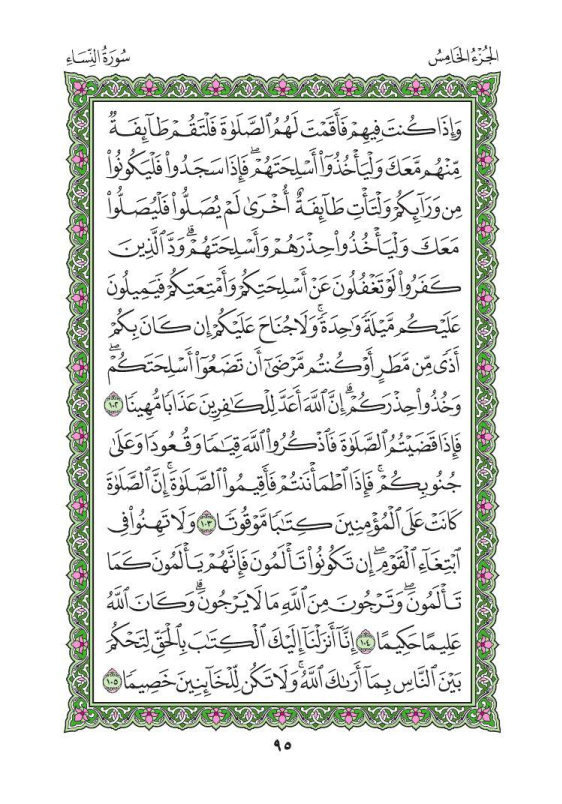 سُورَةُ النِّسَاءِ
الجُزْءُ الخَامِسُ
وَإِذَا كُنتَ فِيهِمْ فَأَقَمْتَ لَهُمُ ٱلصَّلَوٰةَ فَلْتَقُمْ طَآئِفَةٌ
مِّنْهُم مَّعَكَ وَلْيَأْخُذُوٓا۟ أَسْلِحَتَهُمْ ۖ فَإِذَا سَجَدُوا۟ فَلْيَكُونُوا۟
مِن وَرَآئِكُمْ وَلْتَأْتِ طَآئِفَةٌ أُخْرَىٰ لَمْ يُصَلُّوا۟ فَلْيُصَلُّوا۟
مَعَكَ وَلْيَأْخُذُوا۟ حِذْرَهُمْ وَأَسْلِحَتَهُمْ ۗ وَدَّ ٱلَّذِينَ
كَفَرُوا۟ لَوْ تَغْفُلُونَ عَنْ أَسْلِحَتِكُمْ وَأَمْتِعَتِكُمْ فَيَمِيلُونَ
عَلَيْكُم مَّيْلَةً وَٰحِدَةً ۚ وَلَا جُنَاحَ عَلَيْكُمْ إِن كَانَ بِكُمْ
أَذًى مِّن مَّطَرٍ أَوْ كُنتُم مَّرْضَىٰٓ أَن تَضَعُوٓا۟ أَسْلِحَتَكُمْ ۖ
وَخُذُوا۟ حِذْرَكُمْ ۗ إِنَّ ٱللَّهَ أَعَدَّ لِلْكَٰفِرِينَ عَذَابًا مُّهِينًا ١٠٢
فَإِذَا قَضَيْتُمُ ٱلصَّلَوٰةَ فَٱذْكُرُوا۟ ٱللَّهَ قِيَٰمًا وَقُعُودًا وَعَلَىٰ
جُنُوبِكُمْ ۚ فَإِذَا ٱطْمَأْنَنتُمْ فَأَقِيمُوا۟ ٱلصَّلَوٰةَ ۚ إِنَّ ٱلصَّلَوٰةَ
كَانَتْ عَلَى ٱلْمُؤْمِنِينَ كِتَٰبًا مَّوْقُوتًا ١٠٣ وَلَا تَهِنُوا۟ فِى
ٱبْتِغَآءِ ٱلْقَوْمِ ۖ إِن تَكُونُوا۟ تَأْلَمُونَ فَإِنَّهُمْ يَأْلَمُونَ كَمَا
تَأْلَمُونَ ۖ وَتَرْجُونَ مِنَ ٱللَّهِ مَا لَا يَرْجُونَ ۗ وَكَانَ ٱللَّهُ
عَلِيمًا حَكِيمًا ١٠٤ إِنَّآ أَنزَلْنَآ إِلَيْكَ ٱلْكِتَٰبَ بِٱلْحَقِّ لِتَحْكُمَ
بَيْنَ ٱلنَّاسِ بِمَآ أَرَىٰكَ ٱللَّهُ ۚ وَلَا تَكُن لِّلْخَآئِنِينَ خَصِيمًا ١٠٥
٩٥